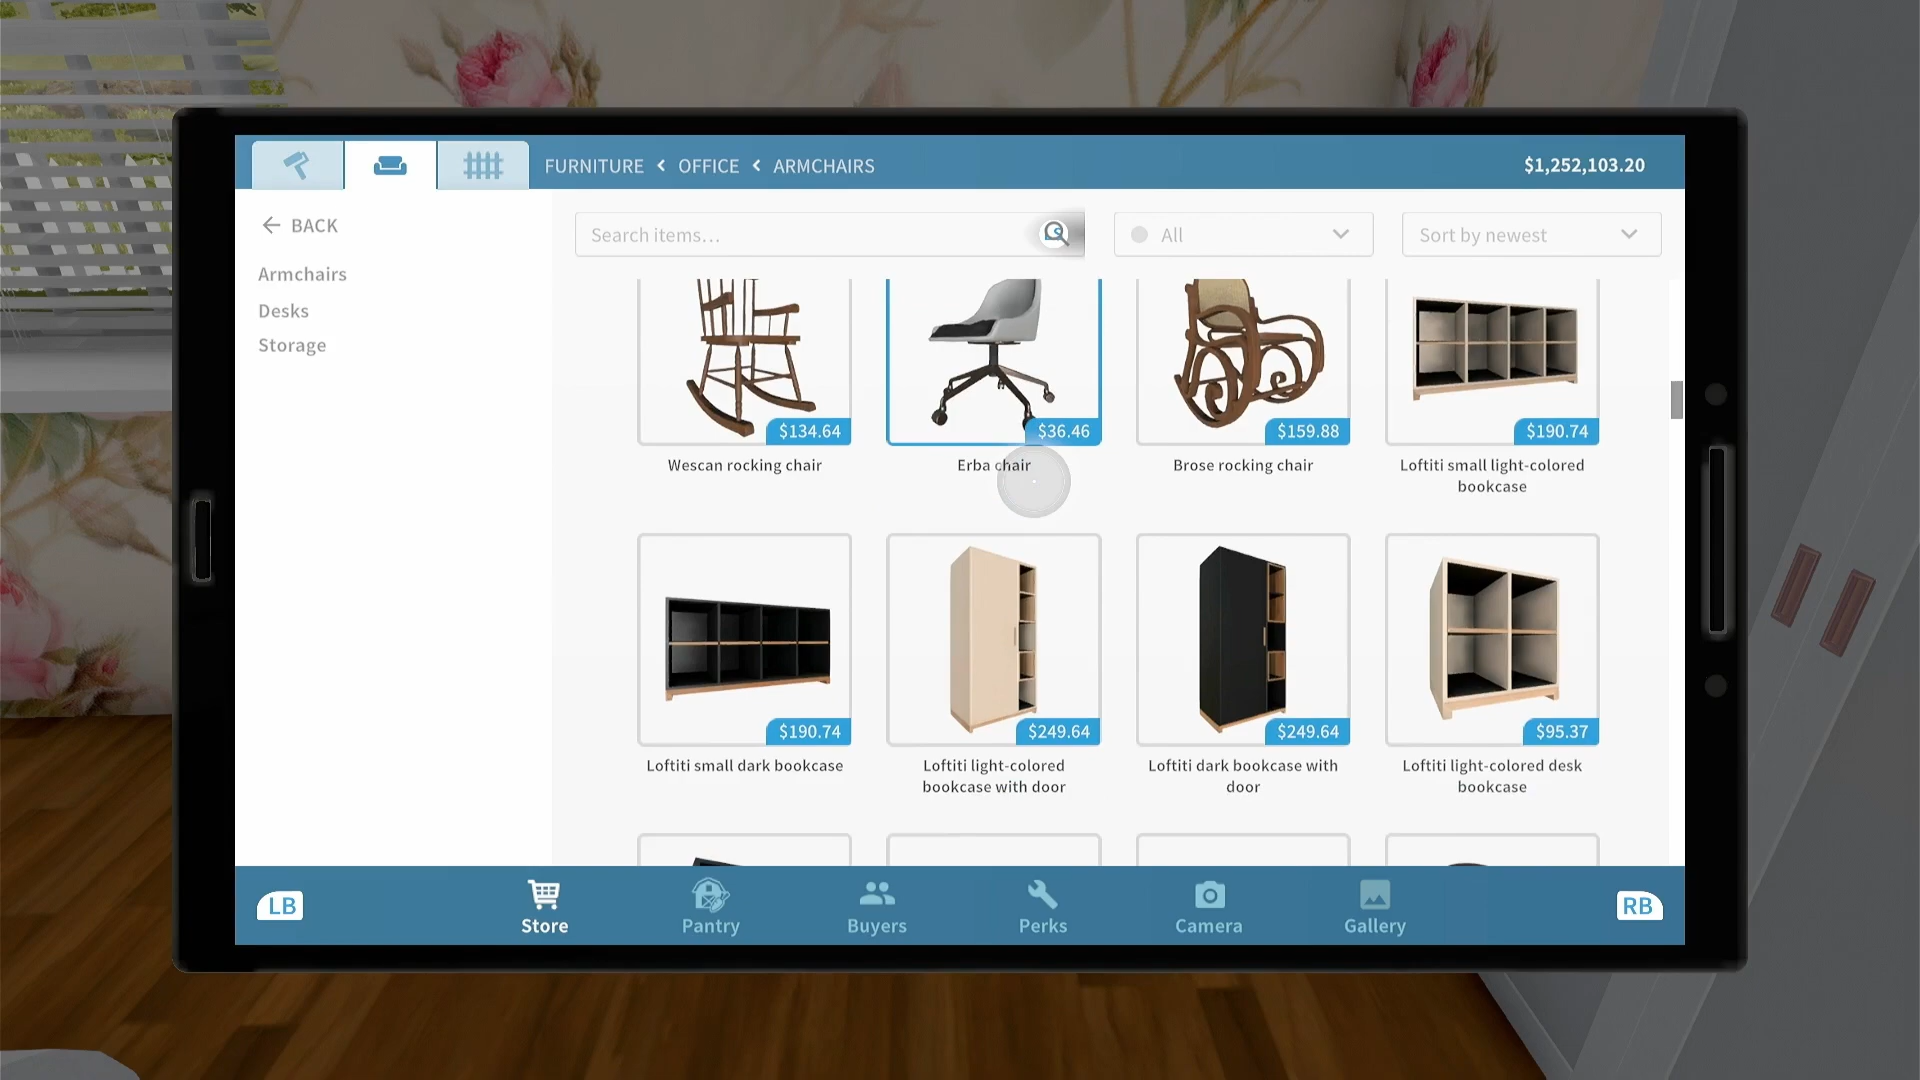 FURNITURE < OFFICE < ARMCHAIRS
$1,252,103.20
BACK
Armchairs
Desks
Storage
Search items...
LS
All
Sort by newest
$134.64
$36.46
$159.88
$190.74
Wescan rocking chair
Erba chair
Brose rocking chair
Loftiti small light-colored
bookcase
$190.74
$249.64
$249.64
$95.37
Loftiti small dark bookcase
Loftiti light-colored
bookcase with door
Loftiti dark bookcase with
door
Loftiti light-colored desk
bookcase
LB
Store
Pantry
Buyers
Perks
Camera
Gallery
RB